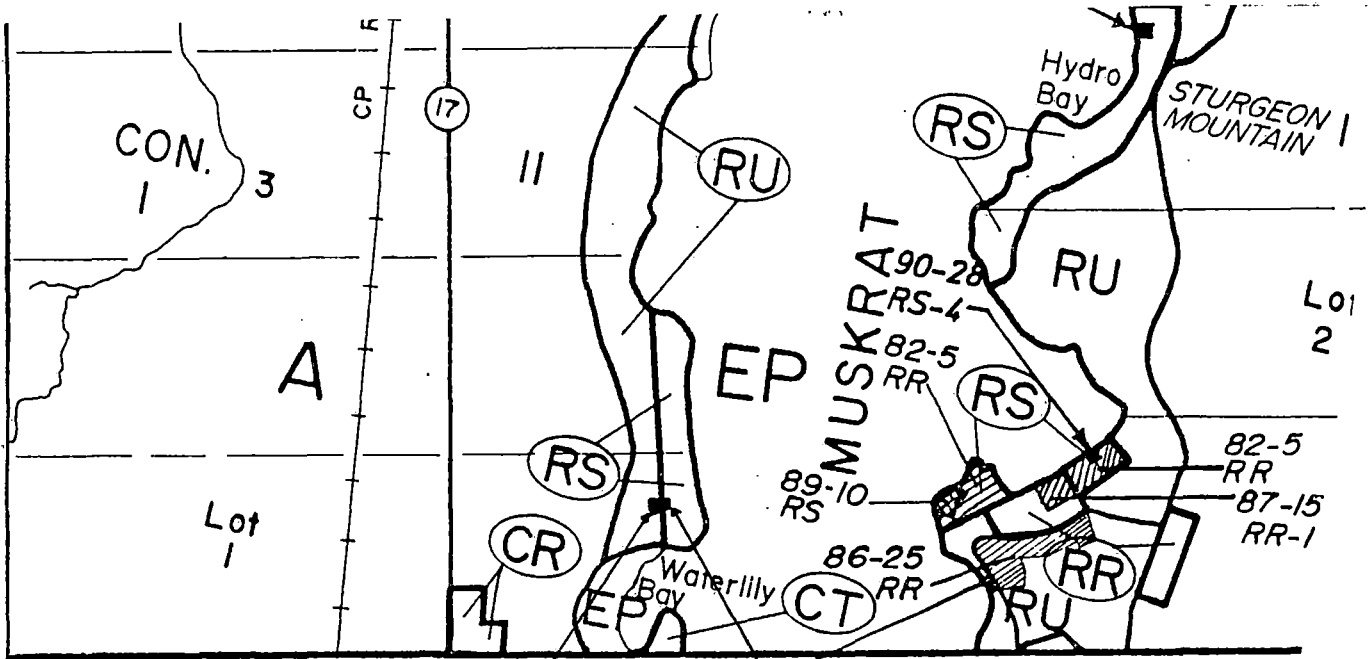 R
CP
17
CON.
1
3
11
RU
Hydro
Bay
STURGEON
MOUNTAIN
1
RS
MUSKRAT
90-28
RS-4
RU
Lot
2
A
EP
82-5
RR
RS
RS
89-10
RS
82-5
RR
87-15
RR-1
Lot
1
CR
EP
Waterlily
Bay
CT
86-25
RR
RR
RU